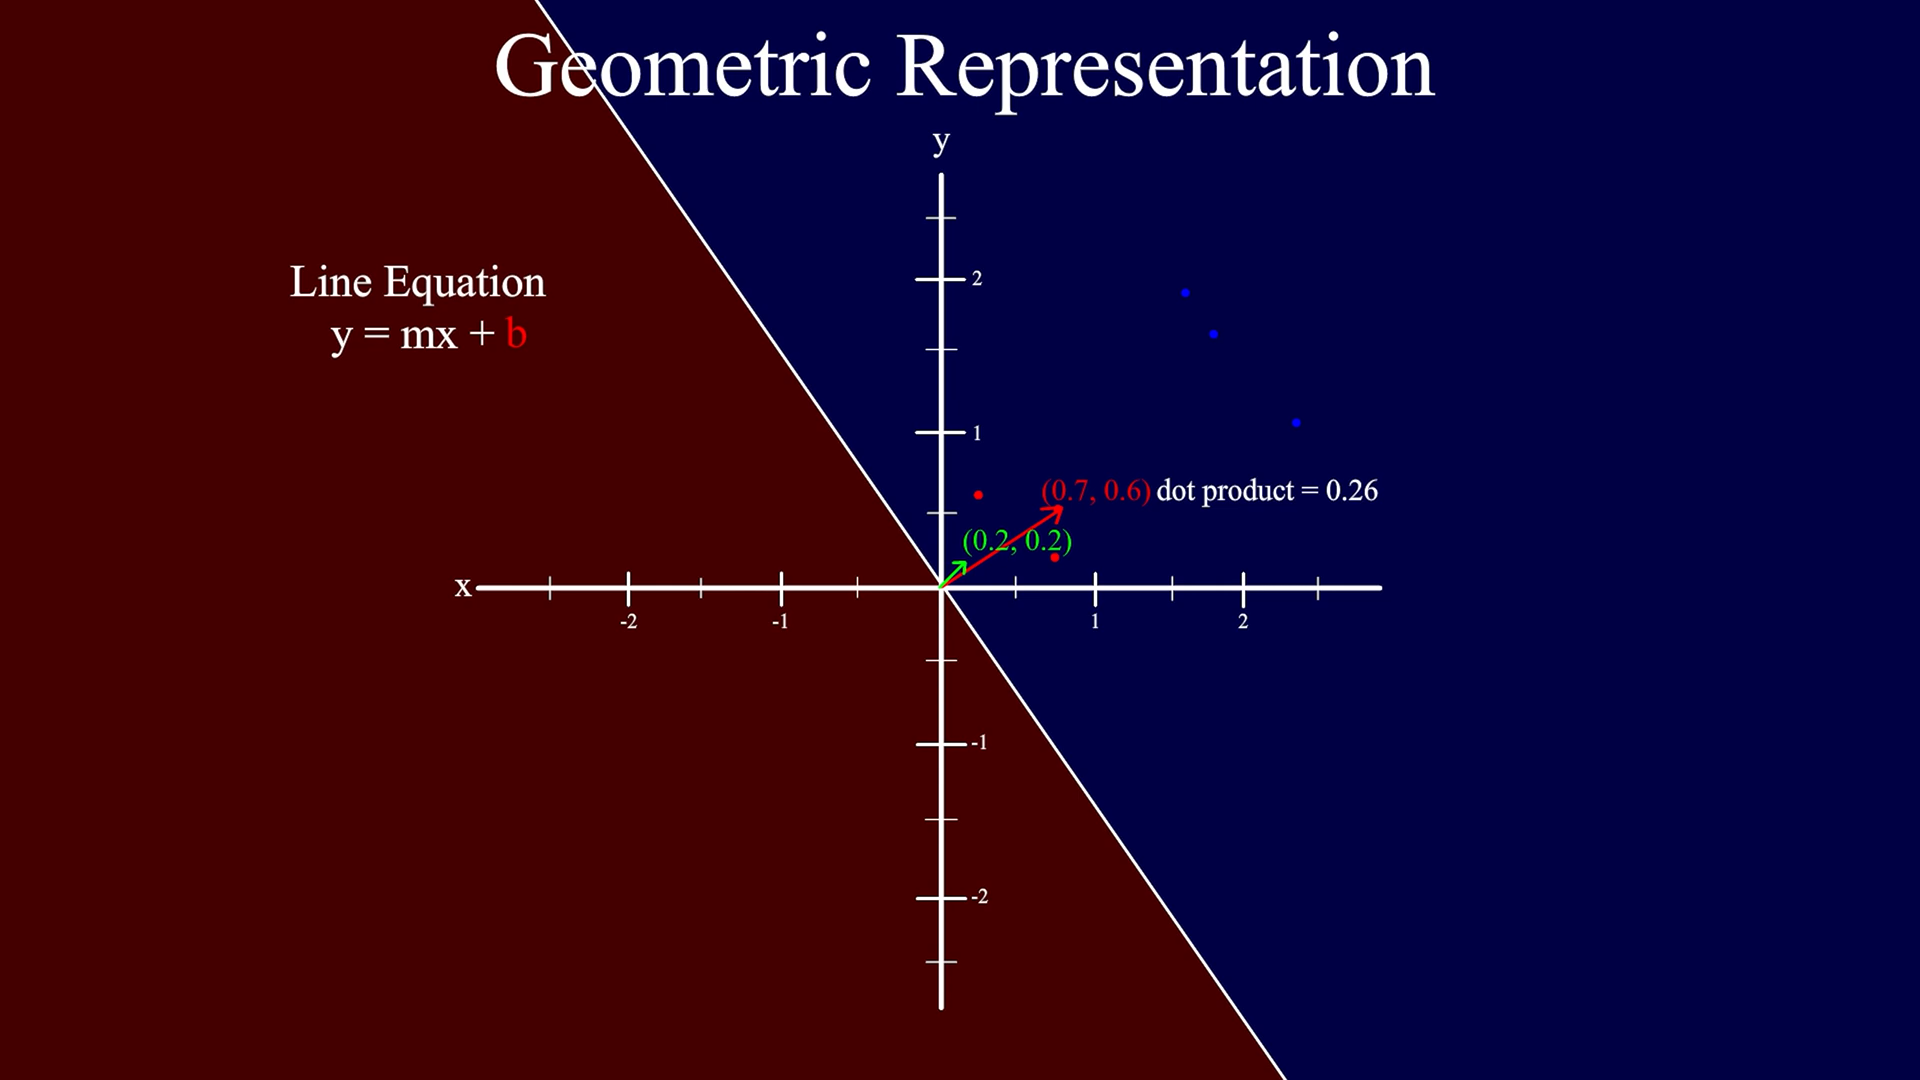 Geometric Representation
y
Line Equation
y = mx + b
2
1
(0.7, 0.6) dot product = 0.26
(0.2, 0.2)
x
-2
-1
1
2
-1
-2